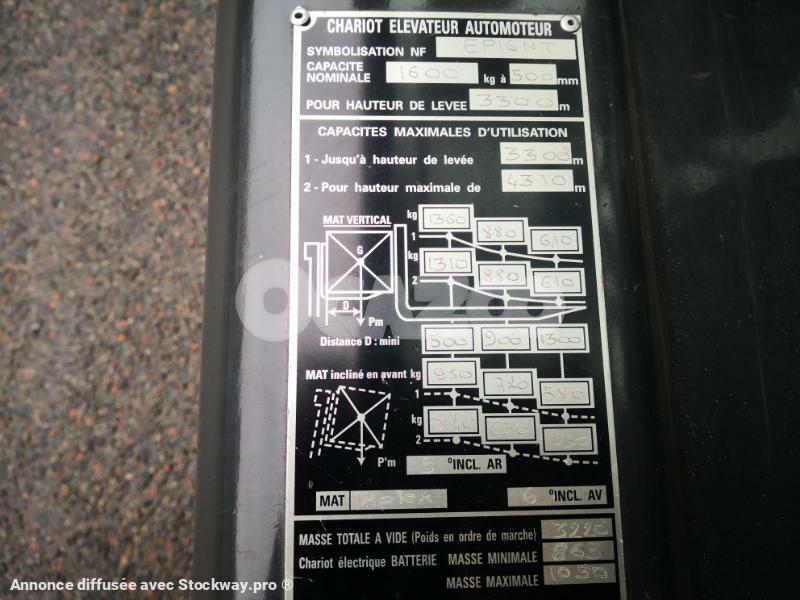 CHARIOT ELEVATEUR AUTOMOTEUR
SYMBOLISATION NF EP16NT
CAPACITE NOMINALE 1600 kg à 500 mm
POUR HAUTEUR DE LEVEE 3300 m
CAPACITES MAXIMALES D'UTILISATION
1 - Jusqu'à hauteur de levée 3300 m
2 - Pour hauteur maximale de 4310 m
MAT VERTICAL kg 1360 880 610
1
G kg 1310 880 610
2
D
Pm
Distance D : mini 500 900 1300
MAT incliné en avant kg 950 720 580
1
kg 840 650
2
P'm
5 °INCL. AR
MAT 6 °INCL. AV
MASSE TOTALE A VIDE (Poids en ordre de marche) 3220
Chariot électrique BATTERIE MASSE MINIMALE
MASSE MAXIMALE 1030
Annonce diffusée avec Stockway.pro ®